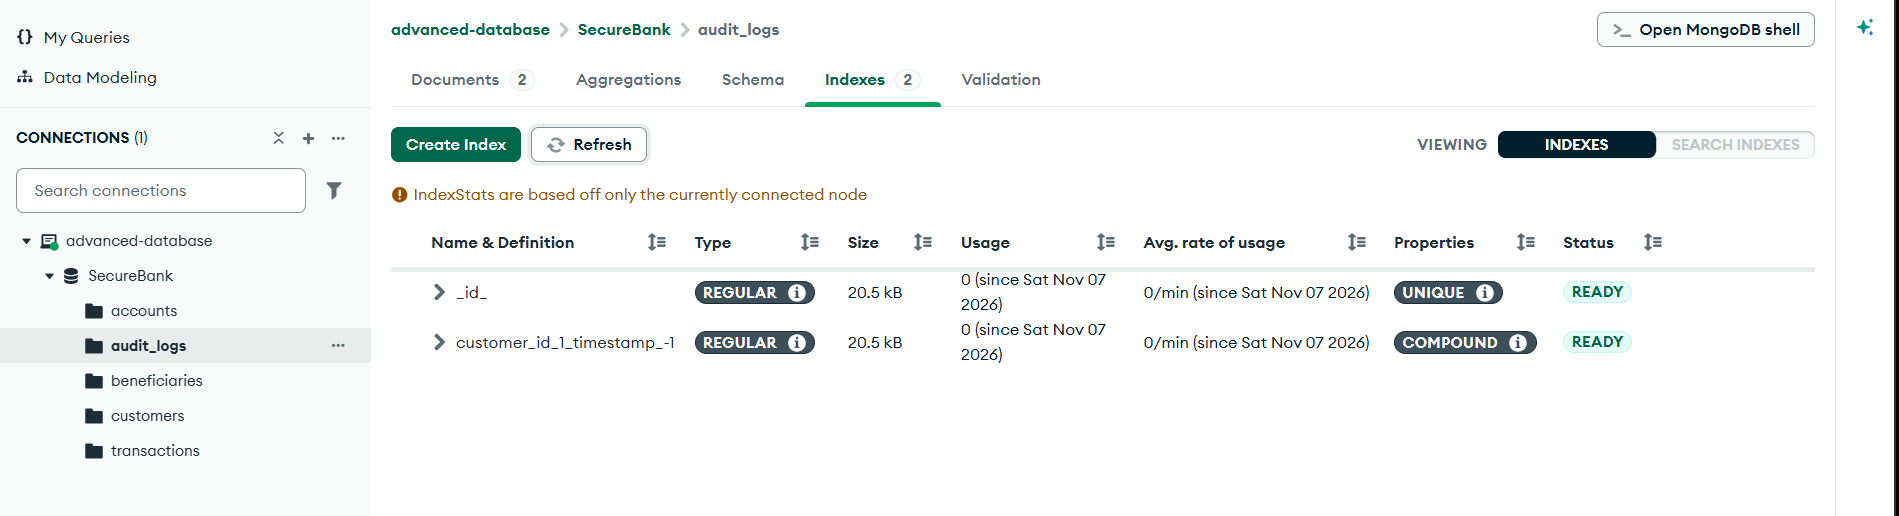 My Queries
Data Modeling
CONNECTIONS (1)
Search connections
advanced-database
SecureBank
accounts
audit_logs
beneficiaries
customers
transactions
advanced-database > SecureBank > audit_logs
>_ Open MongoDB shell
Documents 2 Aggregations Schema Indexes 2 Validation
Create Index Refresh
VIEWING INDEXES SEARCH INDEXES
IndexStats are based off only the currently connected node
Name & Definition Type Size Usage Avg. rate of usage Properties Status
_id_ REGULAR 20.5 kB 0 (since Sat Nov 07 2026) 0/min (since Sat Nov 07 2026) UNIQUE READY
customer_id_1_timestamp_-1 REGULAR 20.5 kB 0 (since Sat Nov 07 2026) 0/min (since Sat Nov 07 2026) COMPOUND READY